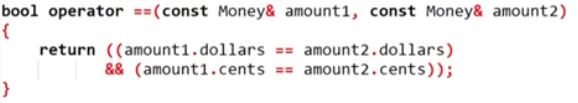 bool operator ==(const Money& amount1, const Money& amount2)
{
return ((amount1.dollars == amount2.dollars)
&& (amount1.cents == amount2.cents));
}